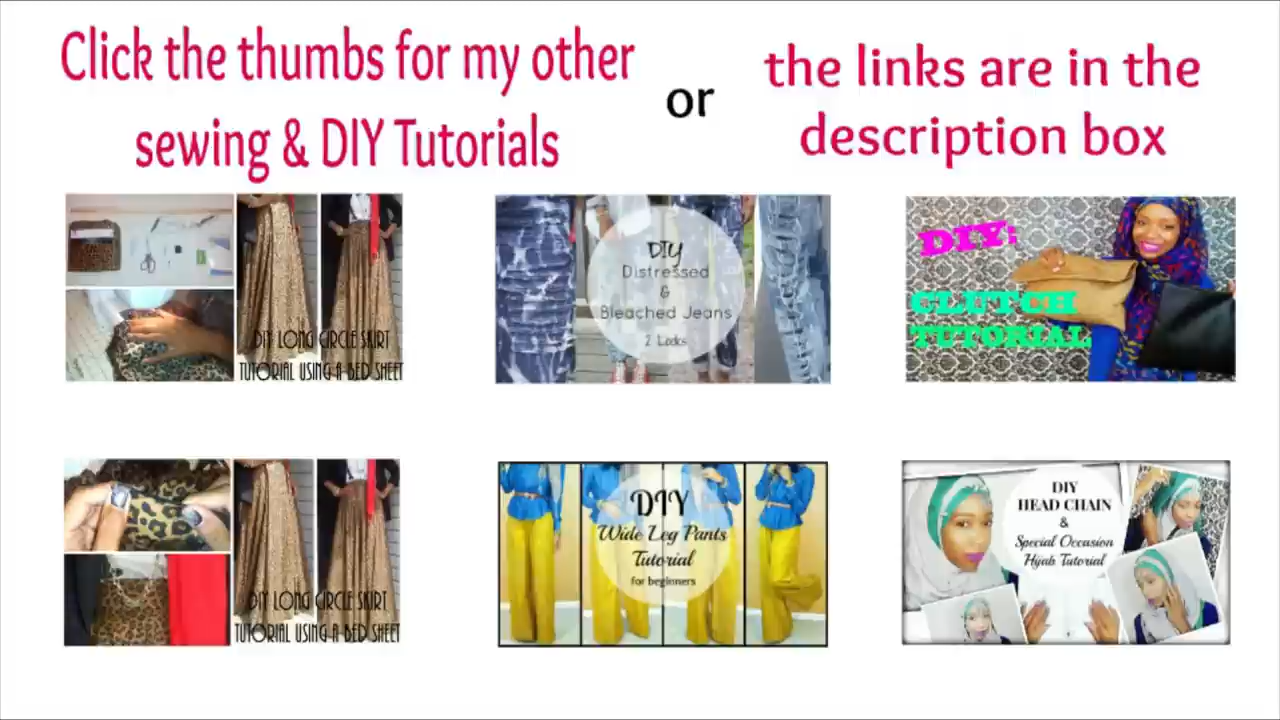 Click the thumbs for my other
sewing & DIY Tutorials
or
the links are in the
description box
DIY LONG CIRCLE SKIRT
TUTORIAL USING A BED SHEET
DIY
Distressed
&
Bleached Jeans
2 Looks
DIY:
CLUTCH
TUTORIAL
DIY LONG CIRCLE SKIRT
TUTORIAL USING A BED SHEET
DIY
Wide Leg Pants
Tutorial
for beginners
DIY
HEAD CHAIN
&
Special Occasion
Hijab Tutorial